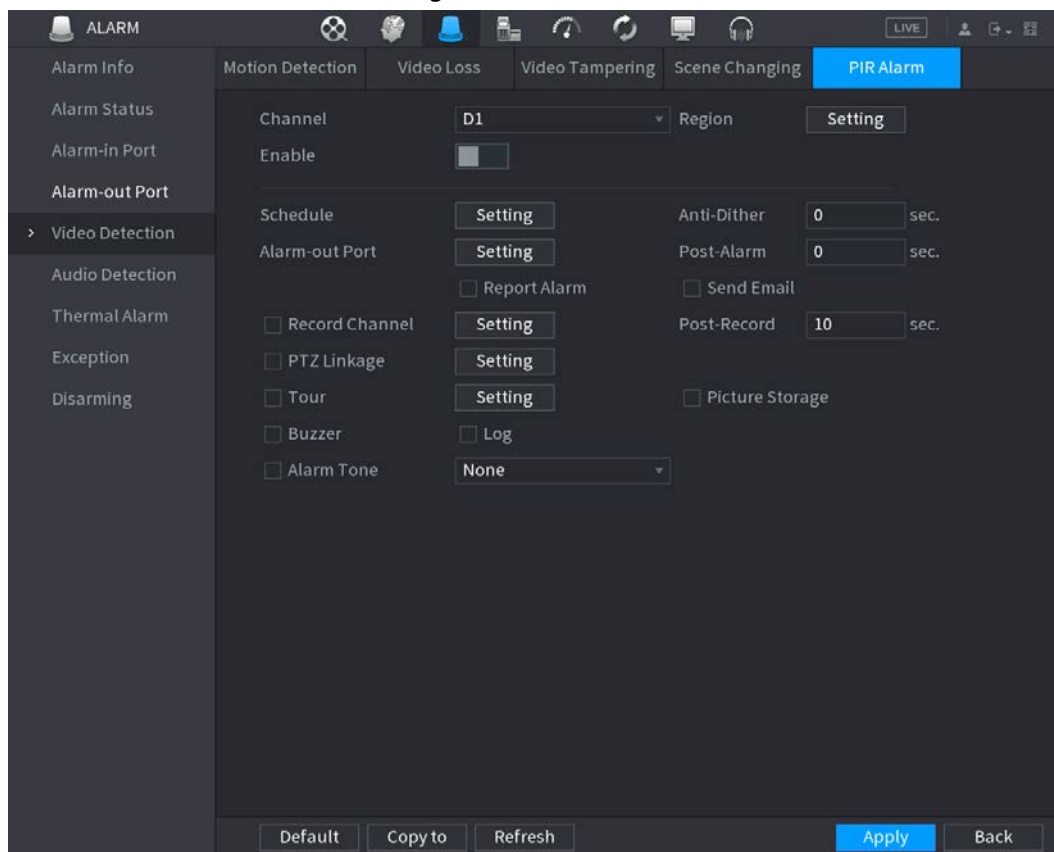 ALARM
LIVE
Alarm Info
Alarm Status
Alarm-in Port
Alarm-out Port
Video Detection
Audio Detection
Thermal Alarm
Exception
Disarming
Motion Detection Video Loss Video Tampering Scene Changing PIR Alarm
Channel D1 Region Setting
Enable
Schedule Setting Anti-Dither 0 sec.
Alarm-out Port Setting Post-Alarm 0 sec.
Report Alarm Send Email
Record Channel Setting Post-Record 10 sec.
PTZ Linkage Setting
Tour Setting Picture Storage
Buzzer Log
Alarm Tone None
Default Copy to Refresh Apply Back